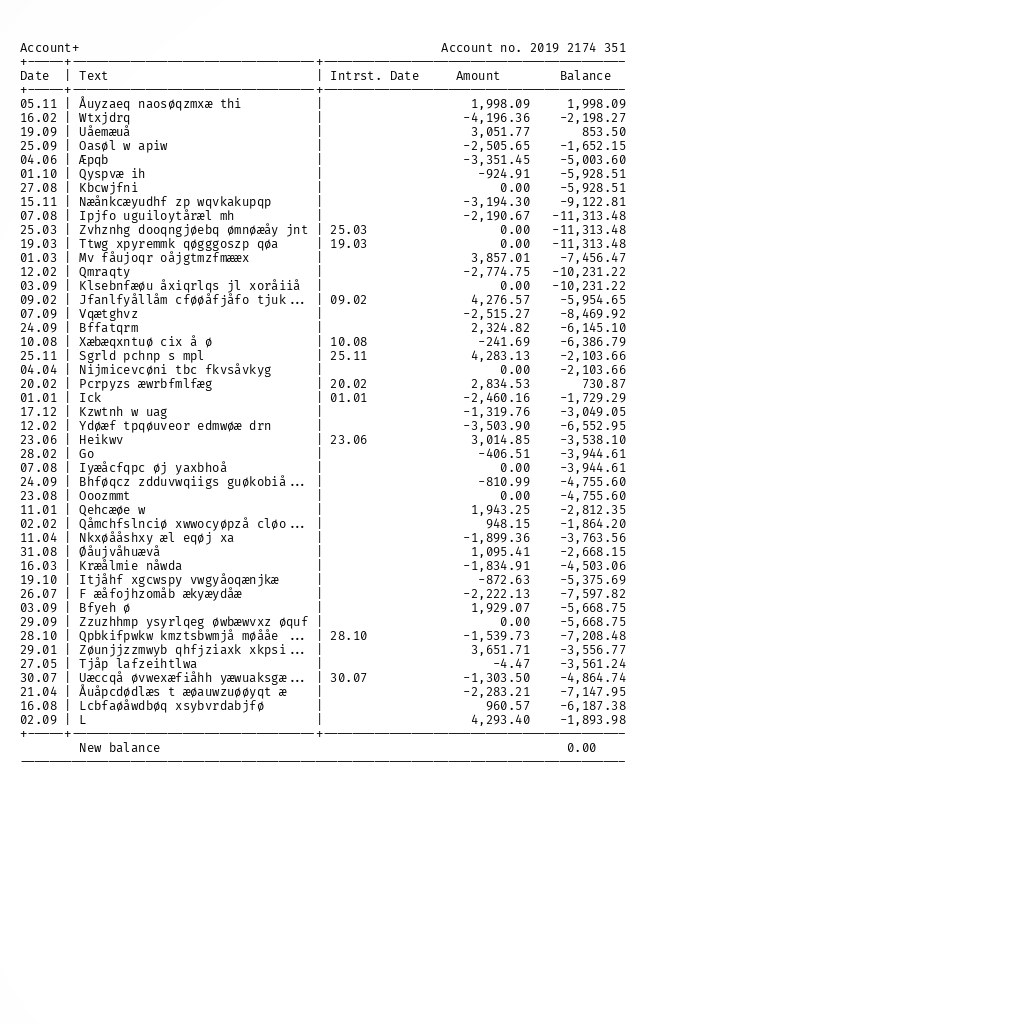 Account+ Account no. 2019 2174 351
Date | Text | Intrst. Date Amount Balance
05.11 | Åuyzaeq naosøqzmxæ thi | 1,998.09 1,998.09
16.02 | Wtxjdrq | -4,196.36 -2,198.27
19.09 | Uåemæuå | 3,051.77 853.50
25.09 | Oasøl w apiw | -2,505.65 -1,652.15
04.06 | Æpqb | -3,351.45 -5,003.60
01.10 | Qyspvæ ih | -924.91 -5,928.51
27.08 | Kbcwjfni | 0.00 -5,928.51
15.11 | Næånkcæyudhf zp wqvkakupqp | -3,194.30 -9,122.81
07.08 | Ipjfo uguiloytåræl mh | -2,190.67 -11,313.48
25.03 | Zvhznhg dooqngjøebq ømnøæåy jnt | 25.03 0.00 -11,313.48
19.03 | Ttwg xpyremmk qøgggoszp qøa | 19.03 0.00 -11,313.48
01.03 | Mv fåujoqr oåjgtmzfmææx | 3,857.01 -7,456.47
12.02 | Qmraqty | -2,774.75 -10,231.22
03.09 | Klsebnfæøu åxiqrlqs jl xoråiiå | 0.00 -10,231.22
09.02 | Jfanlfyållåm cføøåfjåfo tjuk... | 09.02 4,276.57 -5,954.65
07.09 | Vqætghvz | -2,515.27 -8,469.92
24.09 | Bffatqrm | 2,324.82 -6,145.10
10.08 | Xæbæqxntuø cix å ø | 10.08 -241.69 -6,386.79
25.11 | Sgrld pchnp s mpl | 25.11 4,283.13 -2,103.66
04.04 | Nijmicevcøni tbc fkvsåvkyg | 0.00 -2,103.66
20.02 | Pcrpyzs æwrbfmlfæg | 20.02 2,834.53 730.87
01.01 | Ick | 01.01 -2,460.16 -1,729.29
17.12 | Kzwtnh w uag | -1,319.76 -3,049.05
12.02 | Ydøæf tpqøuveor edmwøæ drn | -3,503.90 -6,552.95
23.06 | Heikwv | 23.06 3,014.85 -3,538.10
28.02 | Go | -406.51 -3,944.61
07.08 | Iyæåcfqpc øj yaxbhoå | 0.00 -3,944.61
24.09 | Bhføqcz zdduvwqiigs guøkobiå... | -810.99 -4,755.60
23.08 | Ooozmmt | 0.00 -4,755.60
11.01 | Qehcæøe w | 1,943.25 -2,812.35
02.02 | Qåmchfslnciø xwwocyøpzå cløo... | 948.15 -1,864.20
11.04 | Nkxøååshxy æl eqøj xa | -1,899.36 -3,763.56
31.08 | Øåujvåhuævå | 1,095.41 -2,668.15
16.03 | Kræålmie nåwda | -1,834.91 -4,503.06
19.10 | Itjåhf xgcwspy vwgyåoqænjkæ | -872.63 -5,375.69
26.07 | F æåfojhzomåb ækyæydåæ | -2,222.13 -7,597.82
03.09 | Bfyeh ø | 1,929.07 -5,668.75
29.09 | Zzuzhhmp ysyrlqeg øwbæwvxz øquf | 0.00 -5,668.75
28.10 | Qpbkifpwkw kmztsbwmjå møååe ... | 28.10 -1,539.73 -7,208.48
29.01 | Zøunjjzzmwyb qhfjziaxk xkpsi... | 3,651.71 -3,556.77
27.05 | Tjåp lafzeihtlwa | -4.47 -3,561.24
30.07 | Uæccqå øvwexæfiåhh yæwuaksgæ... | 30.07 -1,303.50 -4,864.74
21.04 | Åuåpcdødlæs t æøauwzuøøyqt æ | -2,283.21 -7,147.95
16.08 | Lcbfaøåwdbøq xsybvrdabjfø | 960.57 -6,187.38
02.09 | L | 4,293.40 -1,893.98
New balance 0.00